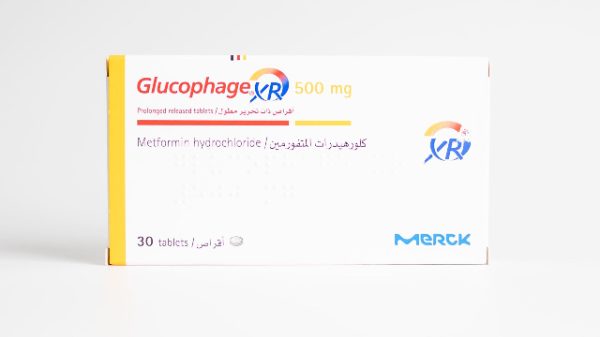 Glucophage XR 500 mg
Prolonged released tablets / أقراص ذات تحرير مطول
Metformin hydrochloride / كلورهيدرات المتفورمين
XR
30 tablets / أقراص
MERCK